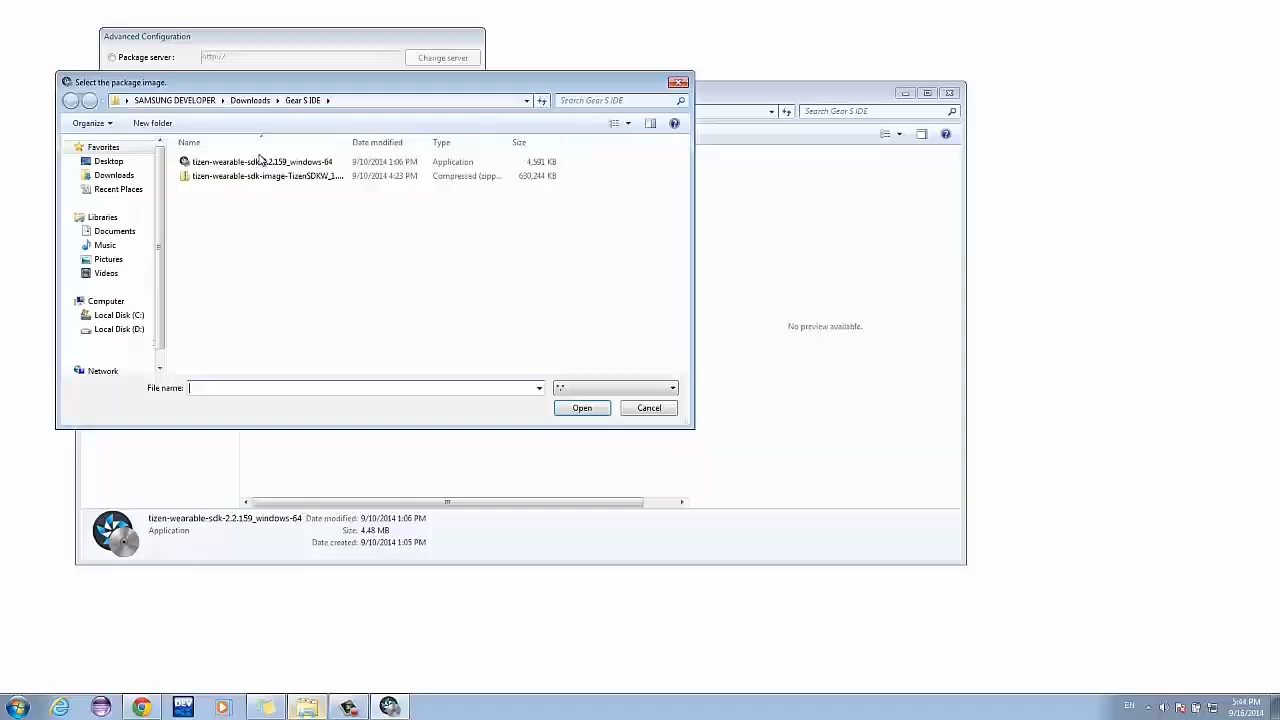 Advanced Configuration
Package server :
http://
Change server
Select the package image.
SAMSUNG DEVELOPER
Downloads
Gear S IDE
Search Gear S IDE
Search Gear S IDE
Organize
New folder
Favorites
Desktop
Downloads
Recent Places
Libraries
Documents
Music
Pictures
Videos
Computer
Local Disk (C:)
Local Disk (D:)
Network
Name Date modified Type Size
tizen-wearable-sdk-2.2.159_windows-64 9/10/2014 1:06 PM Application 4,591 KB
tizen-wearable-sdk-image-TizenSDKW_1.... 9/10/2014 4:23 PM Compressed (zipp... 630,244 KB
No preview available.
File name:
*.*
Open
Cancel
tizen-wearable-sdk-2.2.159_windows-64 Date modified: 9/10/2014 1:06 PM
Application Size: 4.48 MB
Date created: 9/10/2014 1:05 PM
DEV
EN
5:44 PM
9/16/2014